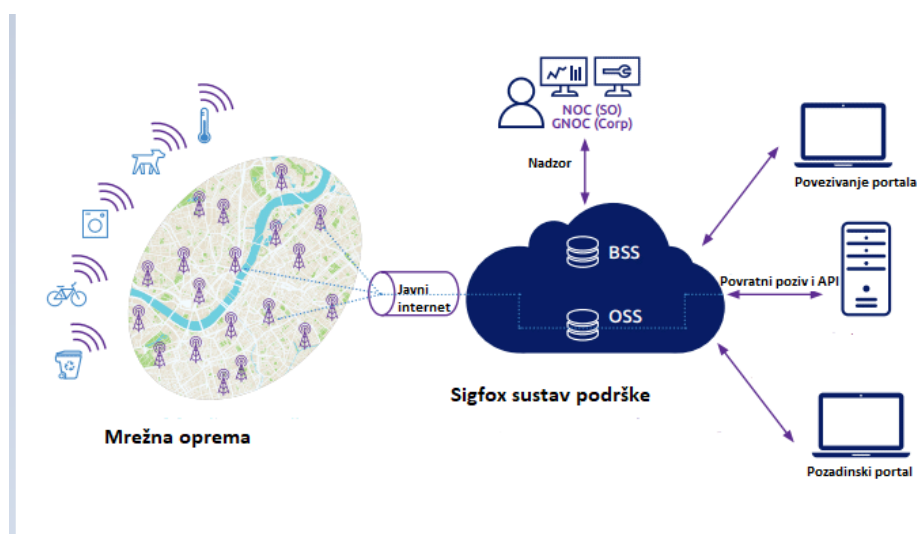 NOC (SO)
GNOC (Corp)
Nadzor
Povezivanje portala
Javni
internet
BSS
OSS
Povratni poziv i API
Sigfox sustav podrške
Mrežna oprema
Pozadinski portal